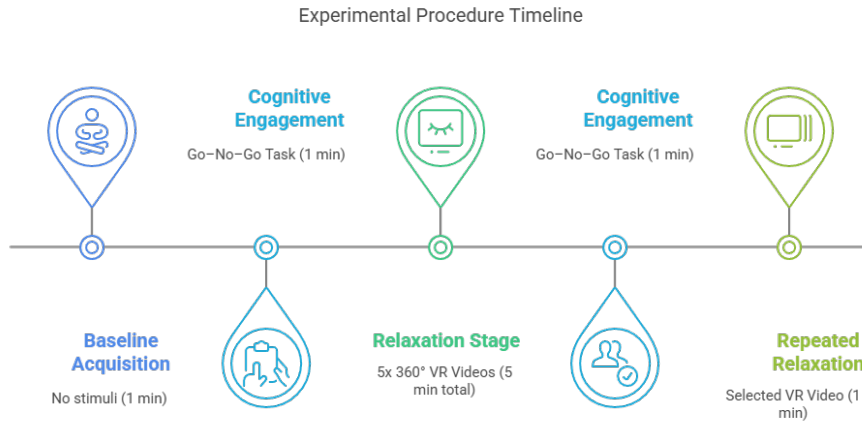 Experimental Procedure Timeline
Cognitive
Engagement
Go–No–Go Task (1 min)
Cognitive
Engagement
Go–No–Go Task (1 min)
Baseline
Acquisition
No stimuli (1 min)
Relaxation Stage
5x 360° VR Videos (5
min total)
Repeated
Relaxation
Selected VR Video (1
min)